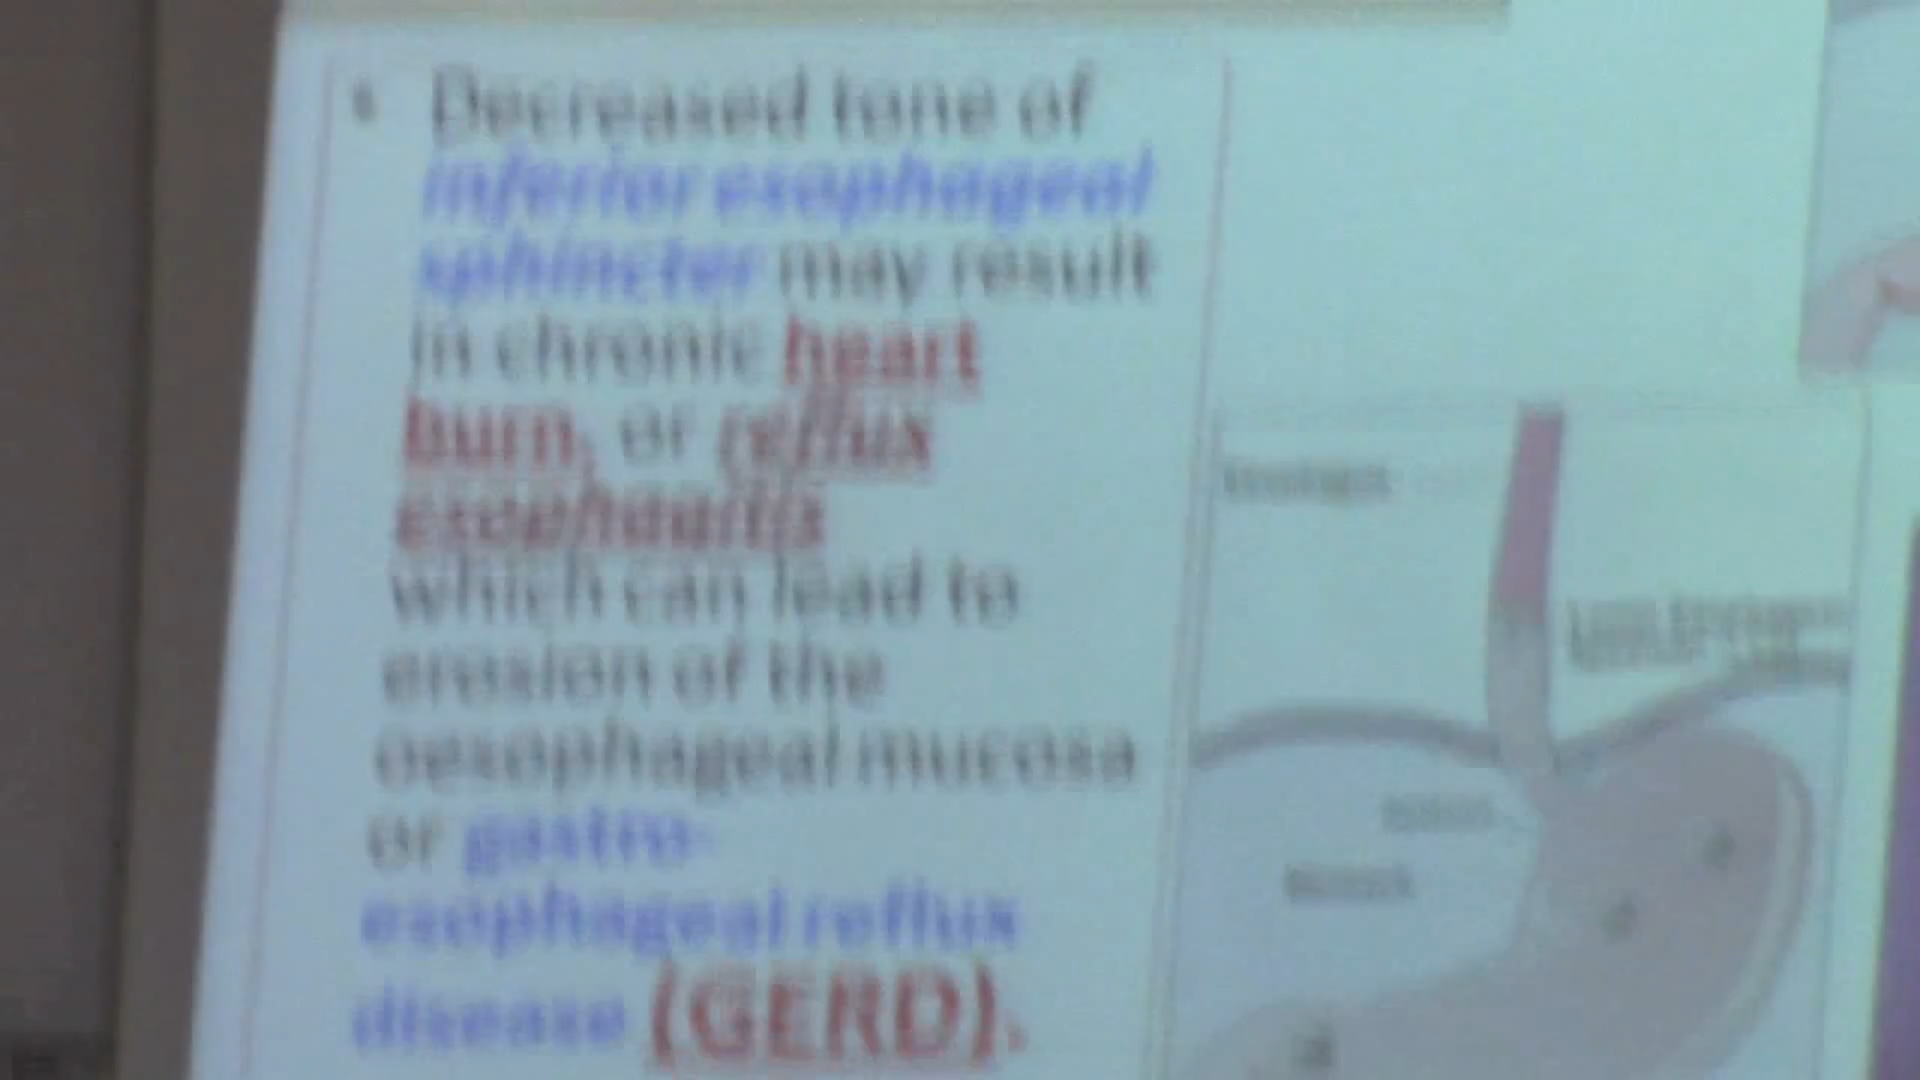 Decreased tone of
inferior esophageal
sphincter may result
in chronic heart
burn, or reflux
esophagitis
which can lead to
erosion of the
oesophageal mucosa
or gastro-
esophageal reflux
disease (GERD).